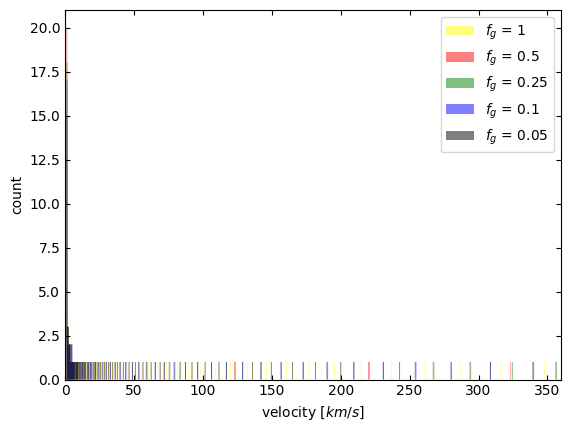 20.0
17.5
15.0
12.5
10.0
7.5
5.0
2.5
0.0
count
0 50 100 150 200 250 300 350
velocity [km/s]
f_g = 1
f_g = 0.5
f_g = 0.25
f_g = 0.1
f_g = 0.05